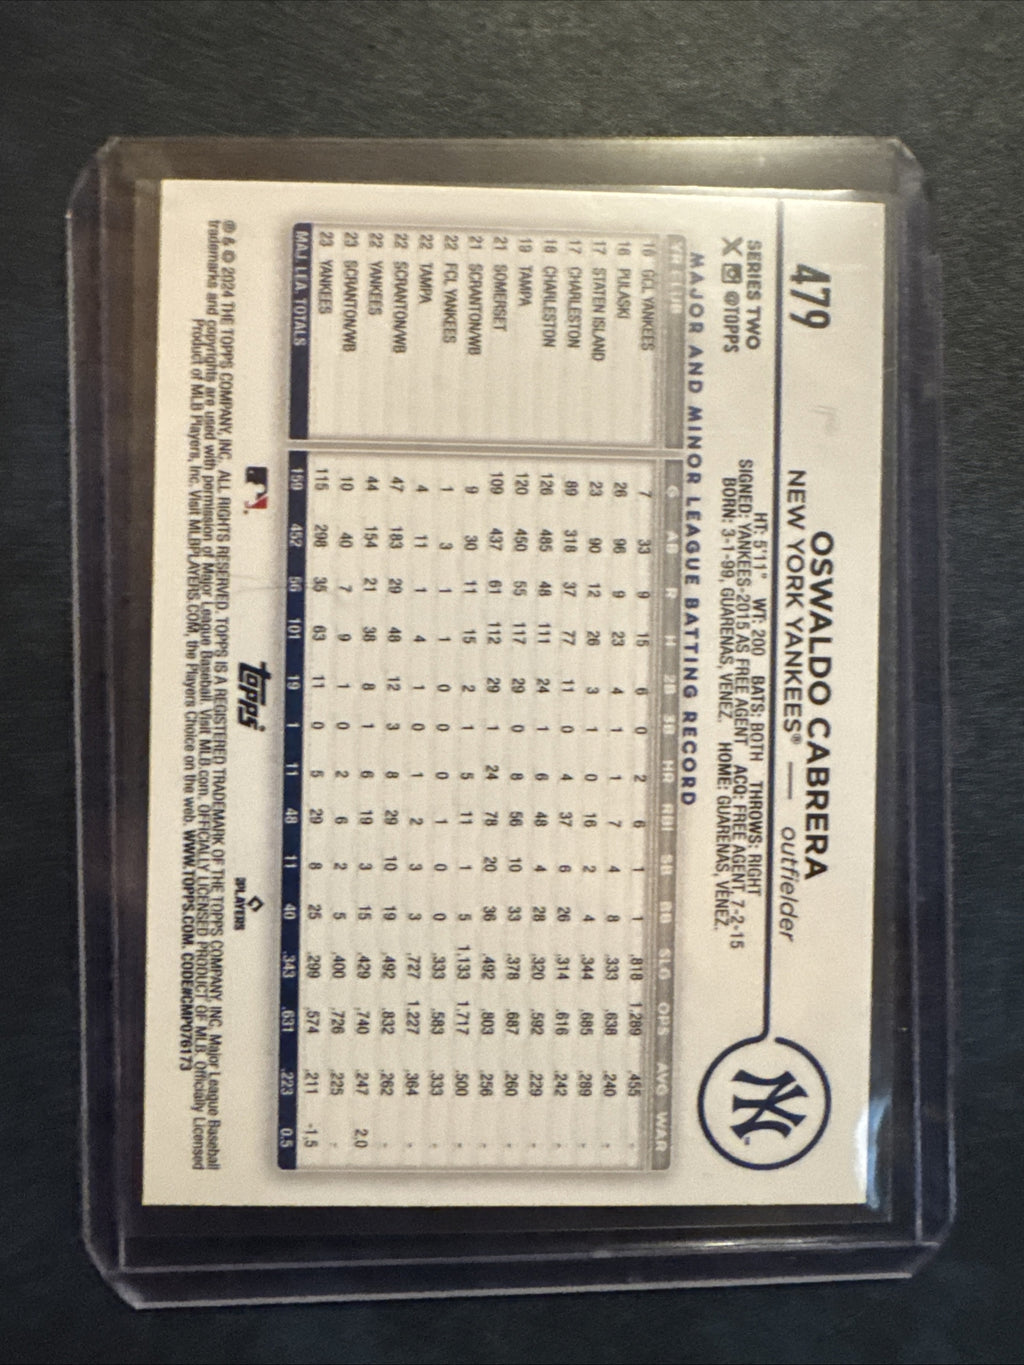 479
OSWALDO CABRERA
NEW YORK YANKEES® — outfielder
SERIES TWO
@TOPPS
HT: 5'11" WT: 200 BATS: BOTH THROWS: RIGHT
SIGNED: YANKEES-2015 AS FREE AGENT ACQ: FREE AGENT, 7-2-15
BORN: 3-1-99, GUARENAS, VENEZ. HOME: GUARENAS, VENEZ.
MAJOR AND MINOR LEAGUE BATTING RECORD
YR CLUB G AB R H 2B 3B HR RBI SB BB SLG OPS AVG WAR
16 GCL YANKEES 7 33 9 15 6 0 2 6 1 1 .818 1.289 .455 -
16 PULASKI 26 96 9 23 4 1 1 7 4 8 .333 .638 .240 -
17 STATEN ISLAND 23 90 12 26 3 1 0 16 2 4 .344 .685 .289 -
17 CHARLESTON 89 318 37 77 11 0 4 37 6 26 .314 .616 .242 -
18 CHARLESTON 126 485 48 111 24 1 6 48 4 28 .320 .592 .229 -
19 TAMPA 120 450 55 117 29 0 8 56 10 33 .378 .687 .260 -
21 SOMERSET 109 437 61 112 29 1 24 78 20 36 .492 .803 .256 -
21 SCRANTON/WB 9 30 11 15 2 1 5 11 1 5 1.133 1.717 .500 -
22 FCL YANKEES 1 3 1 1 0 0 0 1 0 0 .333 .583 .333 -
22 TAMPA 4 11 1 4 1 0 1 2 3 3 .727 1.227 .364 -
22 SCRANTON/WB 47 183 29 48 12 3 8 29 10 19 .492 .832 .262 -
22 YANKEES 44 154 21 38 8 1 6 19 3 15 .429 .740 .247 2.0
23 SCRANTON/WB 10 40 7 9 1 0 2 6 2 5 .400 .726 .225 -
23 YANKEES 115 298 35 63 11 0 5 29 8 25 .299 .574 .211 -1.5
MAJ. LEA. TOTALS 159 452 56 101 19 1 11 48 11 40 .343 .631 .223 0.5
topps
PLAYERS
® & © 2024 THE TOPPS COMPANY, INC. ALL RIGHTS RESERVED. TOPPS IS A REGISTERED TRADEMARK OF THE TOPPS COMPANY, INC. Major League Baseball
trademarks and copyrights are used with permission of Major League Baseball. Visit MLB.com. OFFICIALLY LICENSED PRODUCT OF MLB. Officially Licensed
Product of MLB Players, Inc. Visit MLBPLAYERS.COM, the Players Choice on the web. WWW.TOPPS.COM. CODE#CMP076173